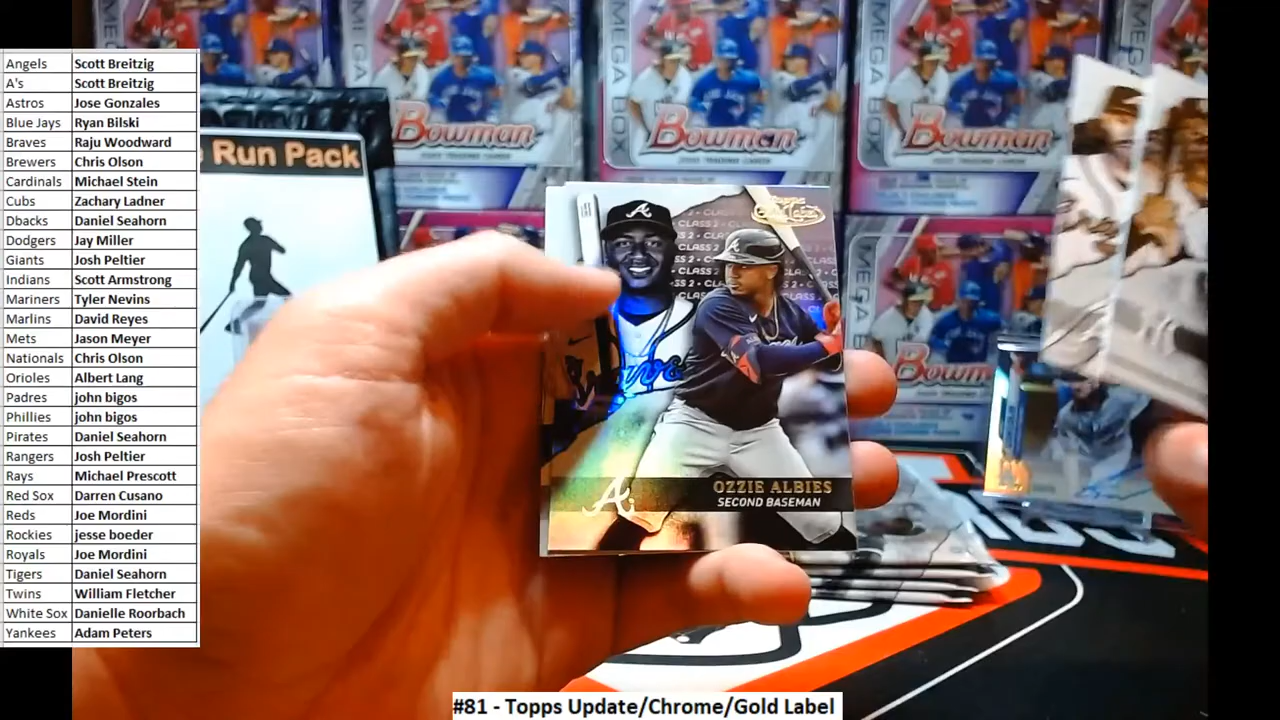 Angels Scott Breitzig
A's Scott Breitzig
Astros Jose Gonzales
Blue Jays Ryan Bilski
Braves Raju Woodward
Brewers Chris Olson
Cardinals Michael Stein
Cubs Zachary Ladner
Dbacks Daniel Seahorn
Dodgers Jay Miller
Giants Josh Peltier
Indians Scott Armstrong
Mariners Tyler Nevins
Marlins David Reyes
Mets Jason Meyer
Nationals Chris Olson
Orioles Albert Lang
Padres john bigos
Phillies john bigos
Pirates Daniel Seahorn
Rangers Josh Peltier
Rays Michael Prescott
Red Sox Darren Cusano
Reds Joe Mordini
Rockies jesse boeder
Royals Joe Mordini
Tigers Daniel Seahorn
Twins William Fletcher
White Sox Danielle Roorbach
Yankees Adam Peters
Run Pack
MEGA BOX
Bowman
MEGA BOX
Bowman
MEGA BOX
Bowman
MEGA
Bowm
Topps
Gold Label
CLASS 2
OZZIE ALBIES
SECOND BASEMAN
#81 - Topps Update/Chrome/Gold Label